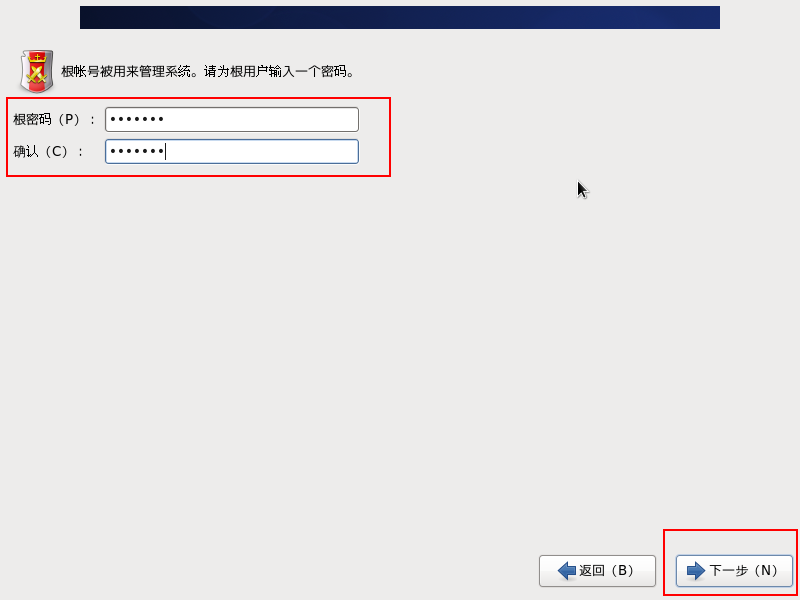 根帐号被用来管理系统。请为根用户输入一个密码。
根密码（P）： •••••••
确认（C）： •••••••
返回（B） 下一步（N）